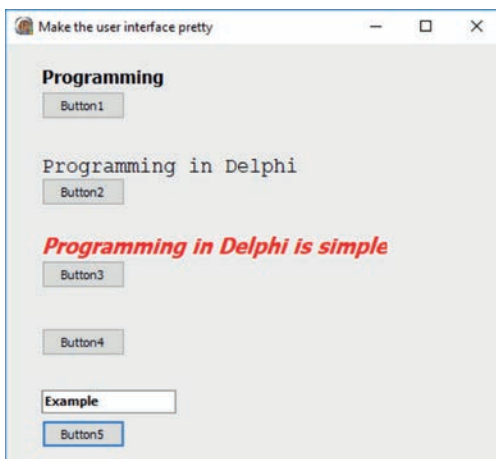 Make the user interface pretty
Programming
Button1
Programming in Delphi
Button2
Programming in Delphi is simple
Button3
Button4
Example
Button5